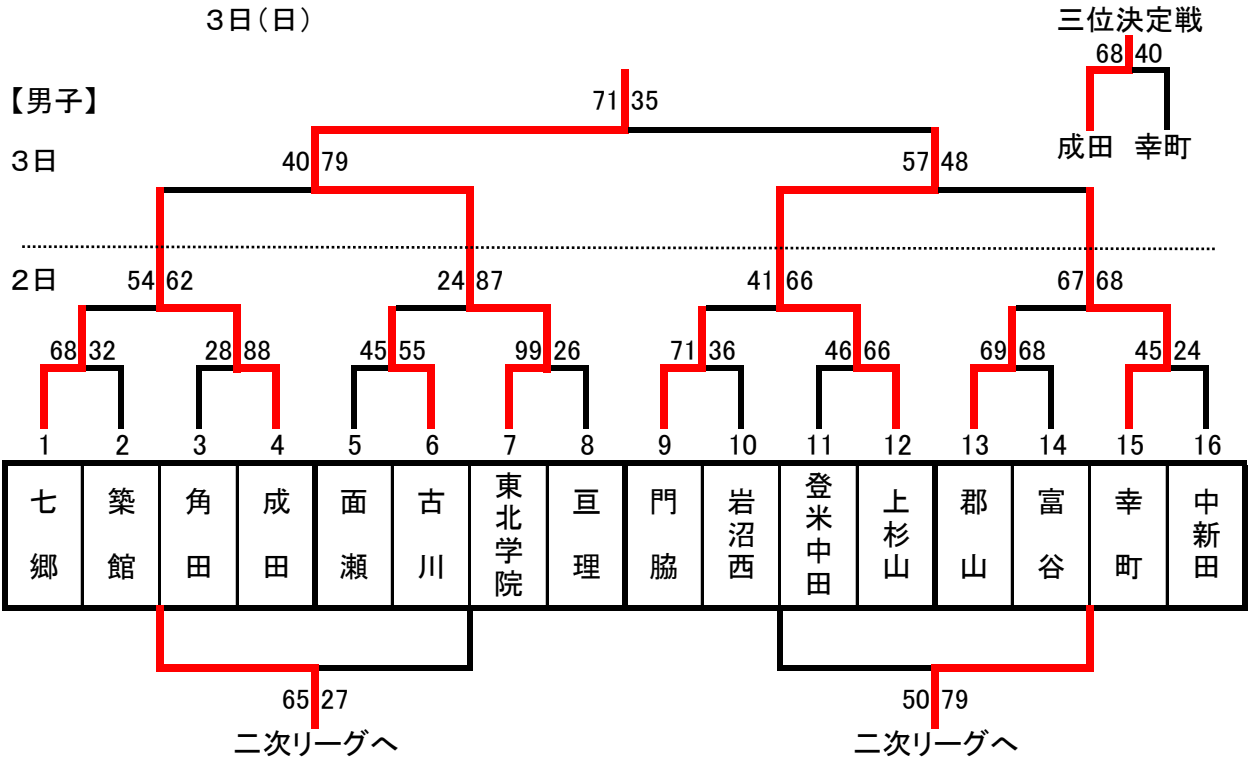 ３日（日）
三位決定戦
68 40
成田 幸町
【男子】
71 35
３日
40 79 57 48
２日
54 62 24 87 41 66 67 68
68 32 28 88 45 55 99 26 71 36 46 66 69 68 45 24
1 2 3 4 5 6 7 8 9 10 11 12 13 14 15 16
七郷 築館 角田 成田 面瀬 古川 東北学院 亘理 門脇 岩沼西 登米中田 上杉山 郡山 富谷 幸町 中新田
65 27 50 79
二次リーグへ 二次リーグへ